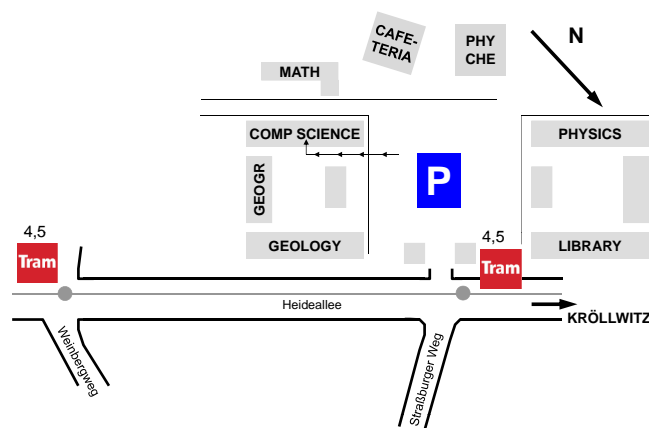 CAFE-
TERIA
PHY
CHE
N
MATH
COMP SCIENCE
PHYSICS
GEOGR
P
4,5
Tram
GEOLOGY
4,5
Tram
LIBRARY
Heideallee
KRÖLLWITZ
Weinbergweg
Straßburger Weg